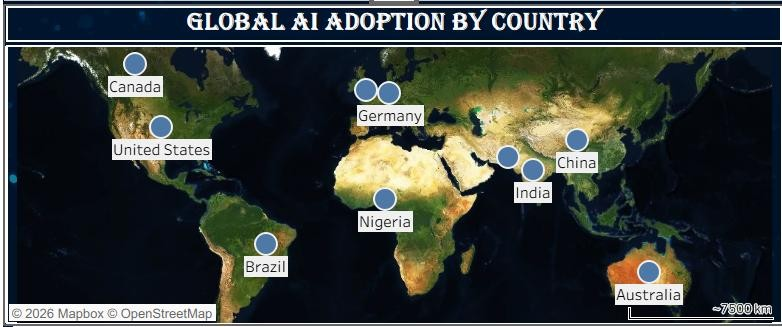 GLOBAL AI ADOPTION BY COUNTRY
Canada
Germany
United States
China
India
Nigeria
Brazil
Australia
© 2026 Mapbox © OpenStreetMap
~7500 km